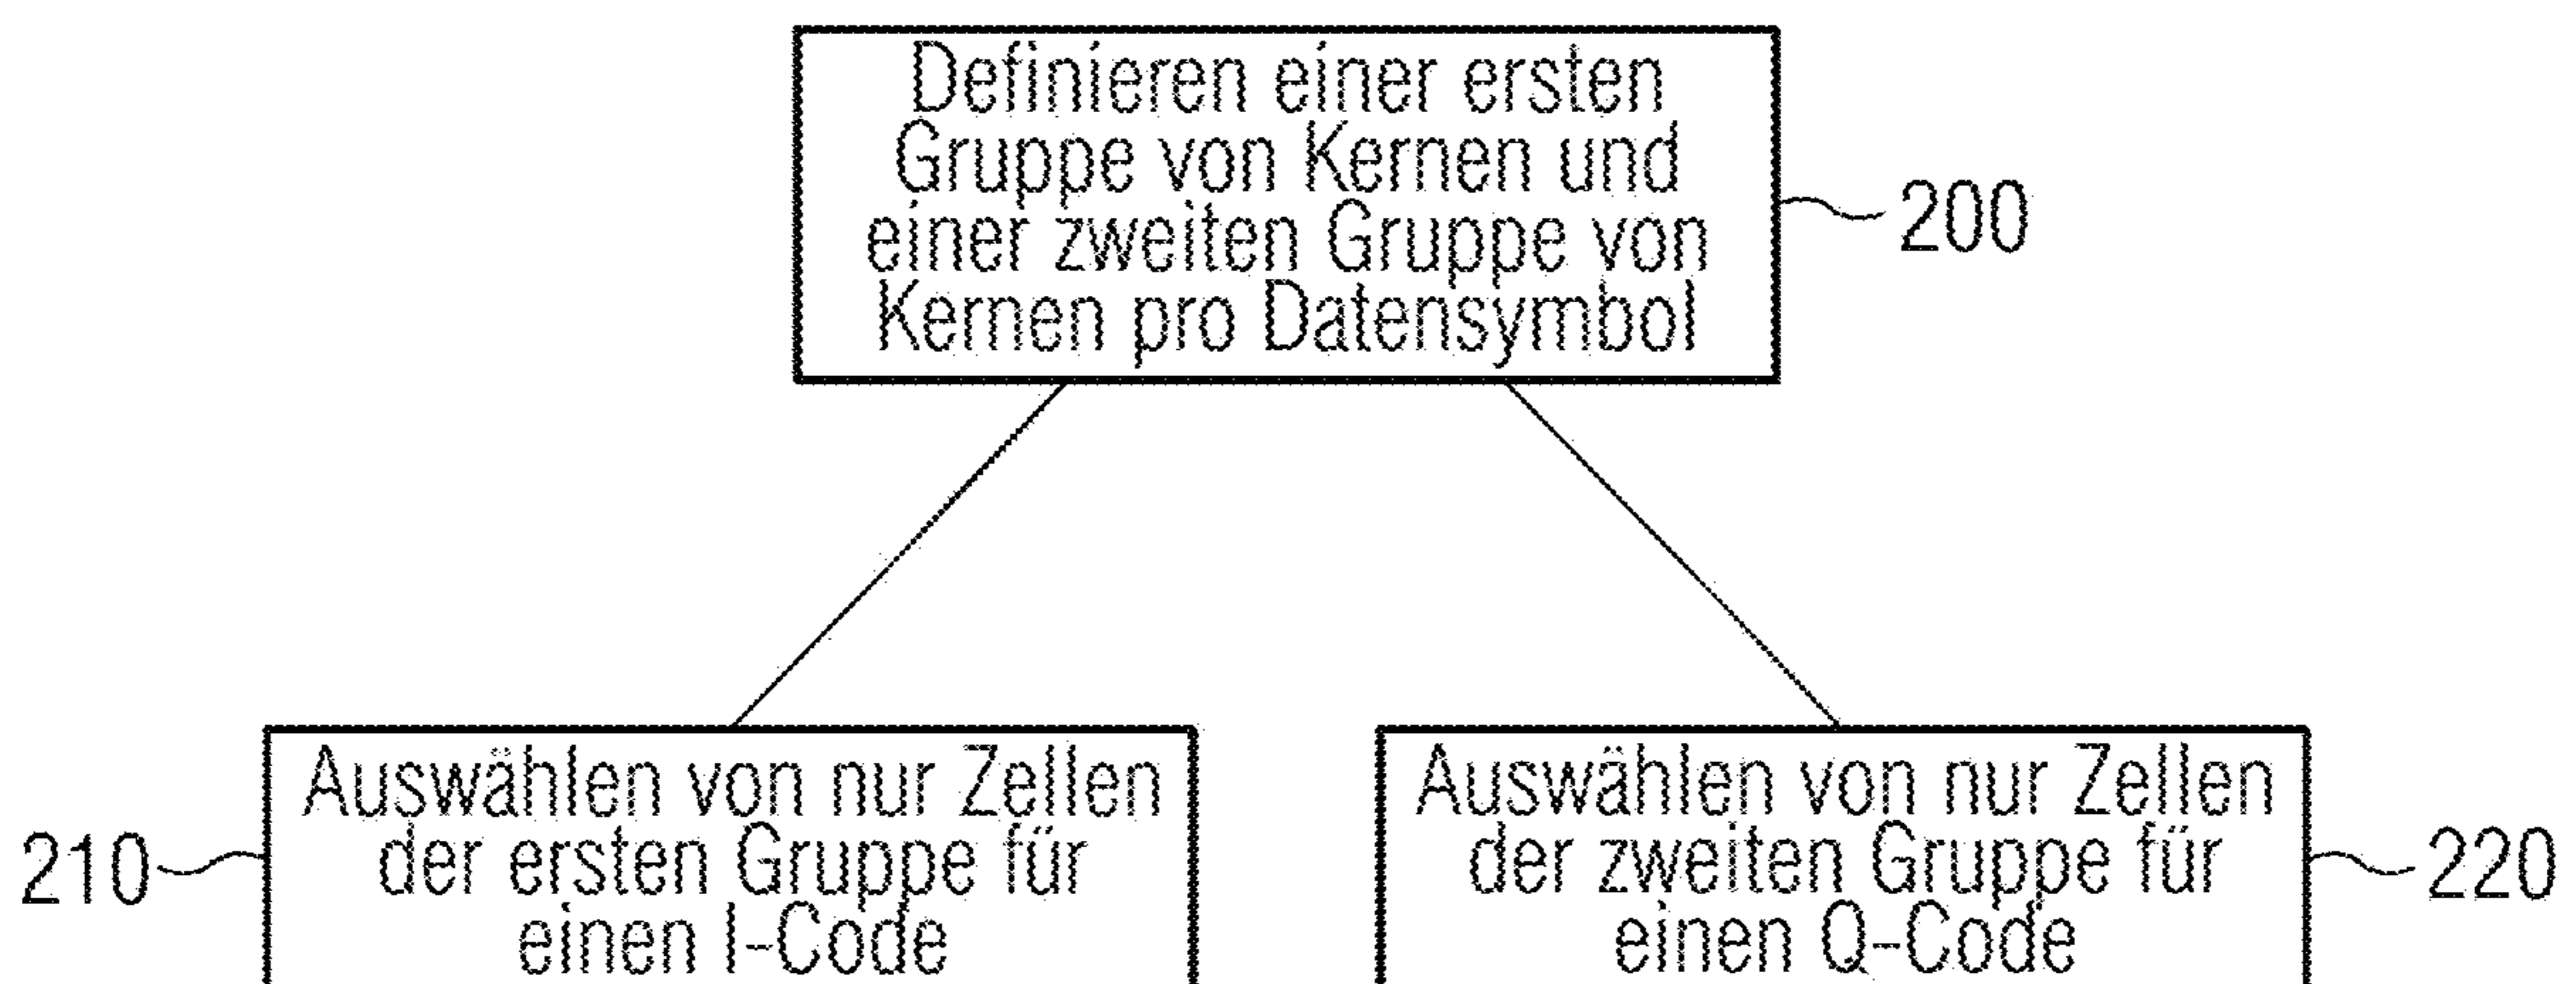 Definieren einer ersten
Gruppe von Kernen und
einer zweiten Gruppe von
Kernen pro Datensymbol
200
Auswählen von nur Zellen
der ersten Gruppe für
einen I-Code
210
Auswählen von nur Zellen
der zweiten Gruppe für
einen Q-Code
220